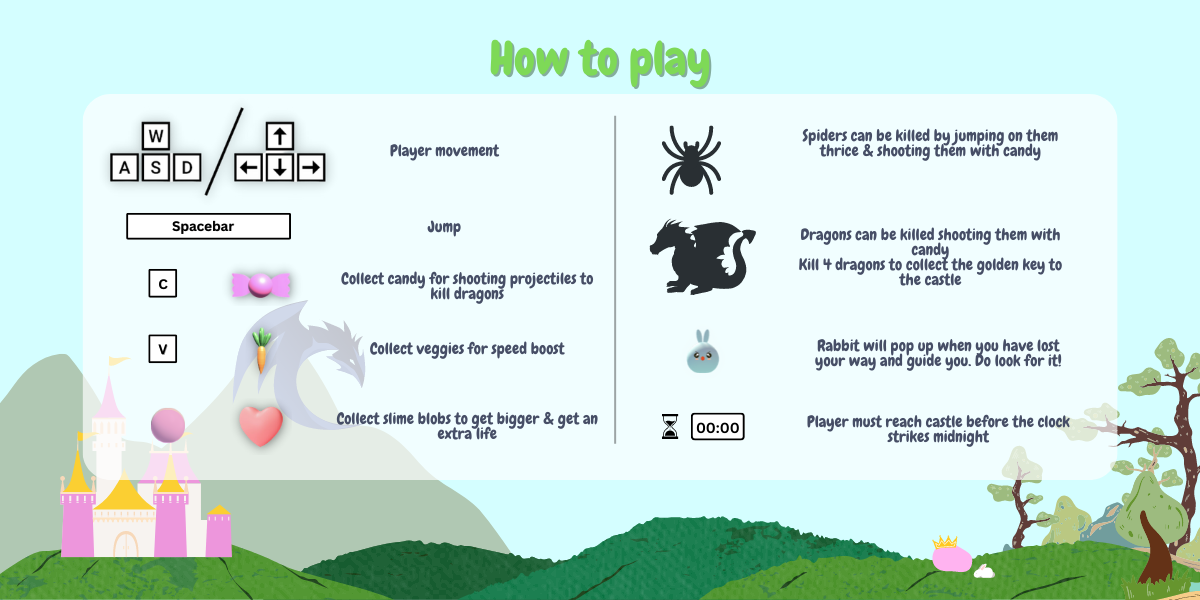 How to play
W
A S D
↑
← ↓ →
Player movement
Spacebar
Jump
C
Collect candy for shooting projectiles to
kill dragons
V
Collect veggies for speed boost
Collect slime blobs to get bigger & get an
extra life
Spiders can be killed by jumping on them
thrice & shooting them with candy
Dragons can be killed shooting them with
candy
Kill 4 dragons to collect the golden key to
the castle
Rabbit will pop up when you have lost
your way and guide you. Do look for it!
00:00
Player must reach castle before the clock
strikes midnight